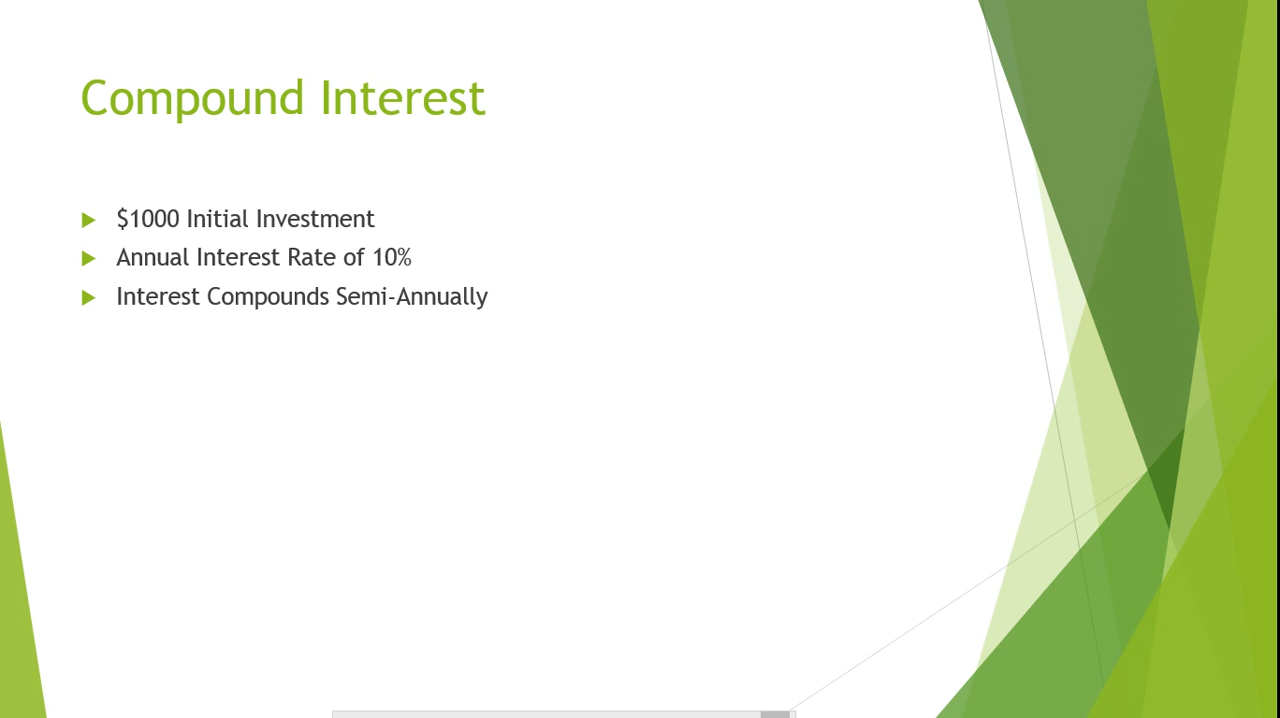 Compound Interest
$1000 Initial Investment
Annual Interest Rate of 10%
Interest Compounds Semi-Annually